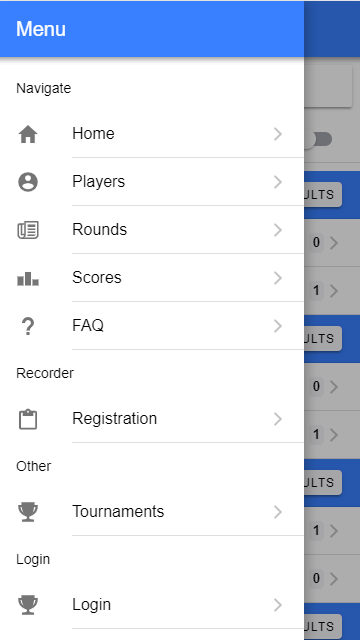 Menu
Navigate
Home
Players
ULTS
Rounds
0
Scores
1
FAQ
ULTS
Recorder
0
Registration
1
Other
ULTS
Tournaments
1
Login
0
Login
ULTS